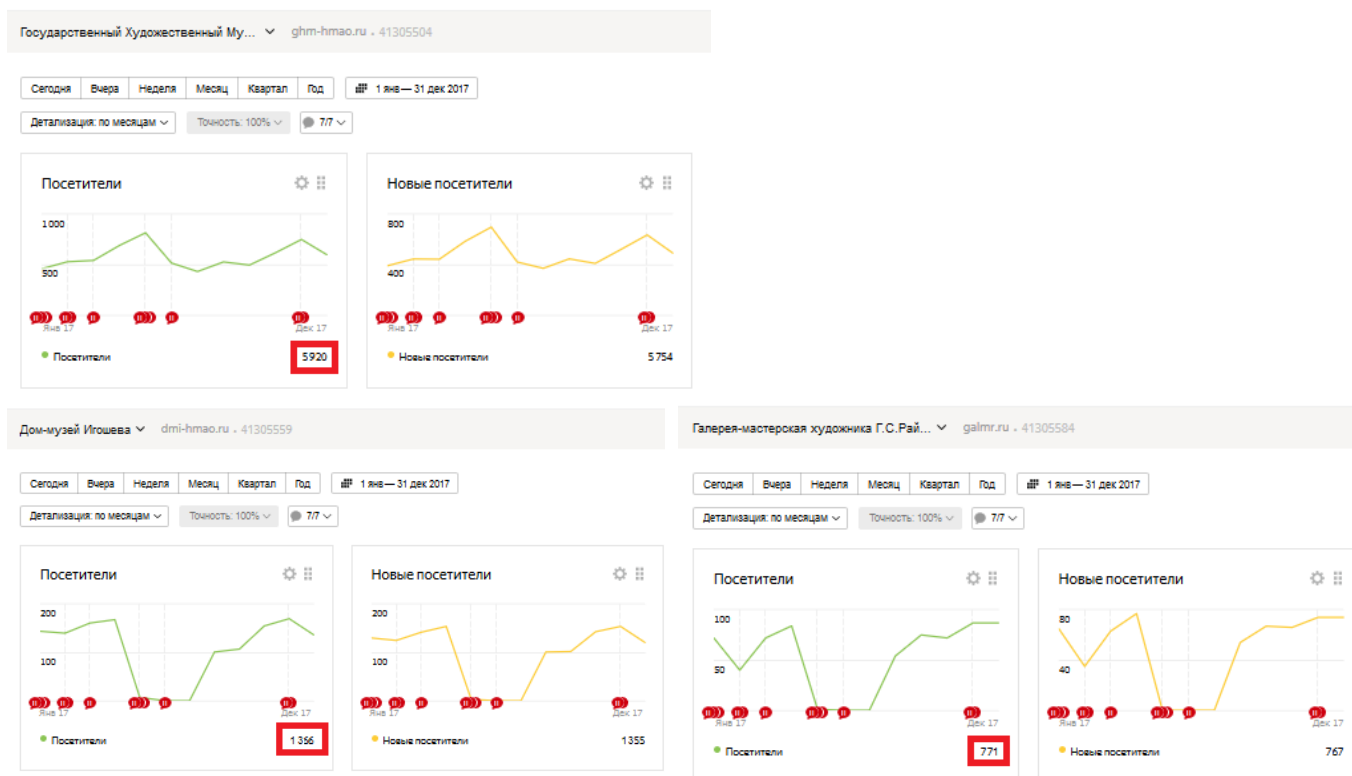 Государственный Художественный Му... ghm-hmao.ru 41305504
Сегодня Вчера Неделя Месяц Квартал Год 1 янв — 31 дек 2017
Детализация: по месяцам Точность: 100% 7/7
Посетители
1 000
500
Янв 17 Дек 17
Посетители 5 920
Новые посетители
800
400
Янв 17 Дек 17
Новые посетители 5 754
Дом-музей Игошева dmi-hmao.ru 41305559
Сегодня Вчера Неделя Месяц Квартал Год 1 янв — 31 дек 2017
Детализация: по месяцам Точность: 100% 7/7
Посетители
200
100
Янв 17 Дек 17
Посетители 1 356
Новые посетители
200
100
Янв 17 Дек 17
Новые посетители 1 355
Галерея-мастерская художника Г.С.Рай... galmr.ru 41305584
Сегодня Вчера Неделя Месяц Квартал Год 1 янв — 31 дек 2017
Детализация: по месяцам Точность: 100% 7/7
Посетители
100
50
Янв 17 Дек 17
Посетители 771
Новые посетители
80
40
Янв 17 Дек 17
Новые посетители 767